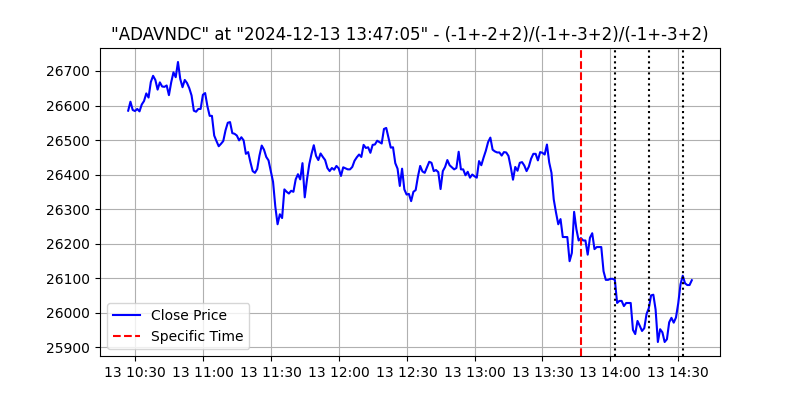 "ADAVNDC" at "2024-12-13 13:47:05" - (-1+-2+2)/(-1+-3+2)/(-1+-3+2)
26700
26600
26500
26400
26300
26200
26100
26000
25900
Close Price
Specific Time
13 10:30 13 11:00 13 11:30 13 12:00 13 12:30 13 13:00 13 13:30 13 14:00 13 14:30